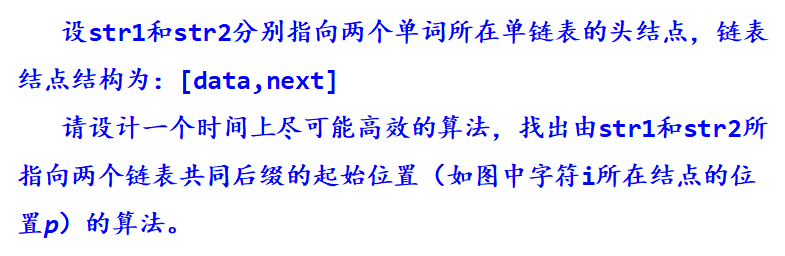 设str1和str2分别指向两个单词所在单链表的头结点，链表
结点结构为：[data,next]
请设计一个时间上尽可能高效的算法，找出由str1和str2所
指向两个链表共同后缀的起始位置（如图中字符i所在结点的位
置p）的算法。